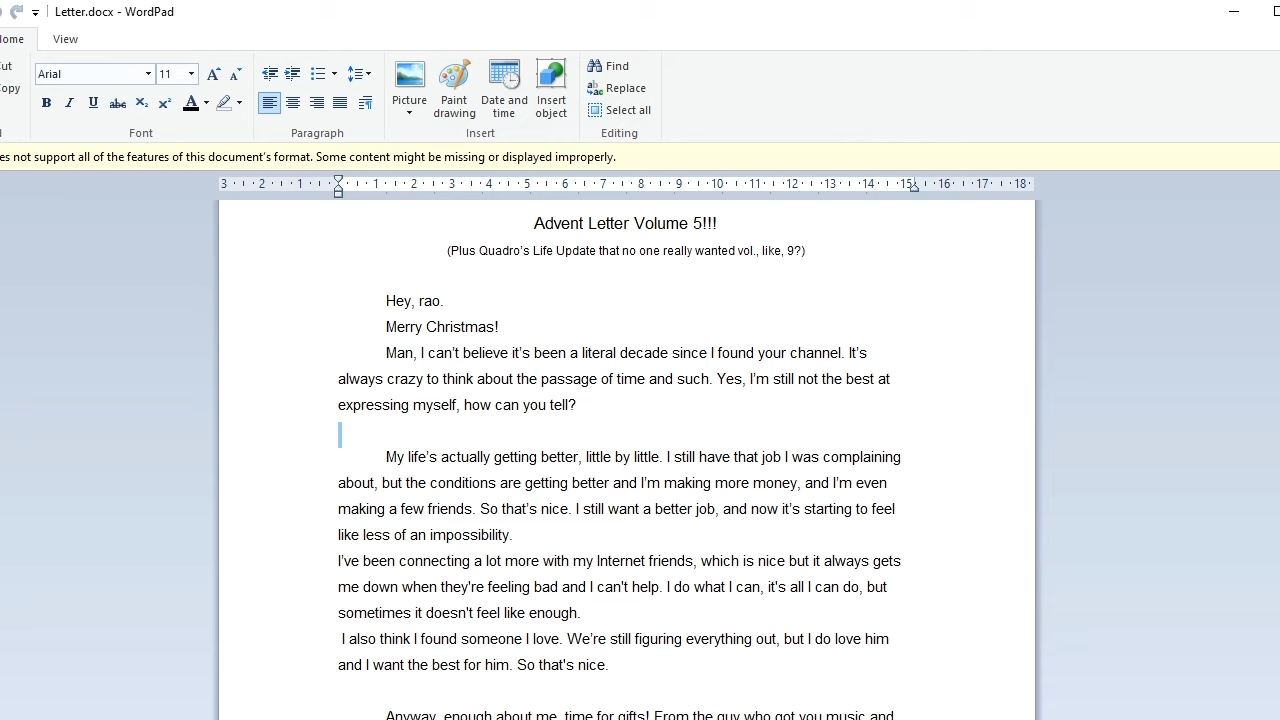 Letter.docx - WordPad
View
Arial 11
Picture Paint drawing Date and time Insert object
Find
Replace
Select all
Font Paragraph Insert Editing
not support all of the features of this document's format. Some content might be missing or displayed improperly.
3 2 1 1 2 3 4 5 6 7 8 9 10 11 12 13 14 15 16 17 18
Advent Letter Volume 5!!!
(Plus Quadro's Life Update that no one really wanted vol., like, 9?)
Hey, rao.
Merry Christmas!
Man, I can't believe it's been a literal decade since I found your channel. It's
always crazy to think about the passage of time and such. Yes, I'm still not the best at
expressing myself, how can you tell?
My life's actually getting better, little by little. I still have that job I was complaining
about, but the conditions are getting better and I'm making more money, and I'm even
making a few friends. So that's nice. I still want a better job, and now it's starting to feel
like less of an impossibility.
I've been connecting a lot more with my Internet friends, which is nice but it always gets
me down when they're feeling bad and I can't help. I do what I can, it's all I can do, but
sometimes it doesn't feel like enough.
I also think I found someone I love. We're still figuring everything out, but I do love him
and I want the best for him. So that's nice.
Anyway, enough about me, time for gifts! From the guy who got you music and